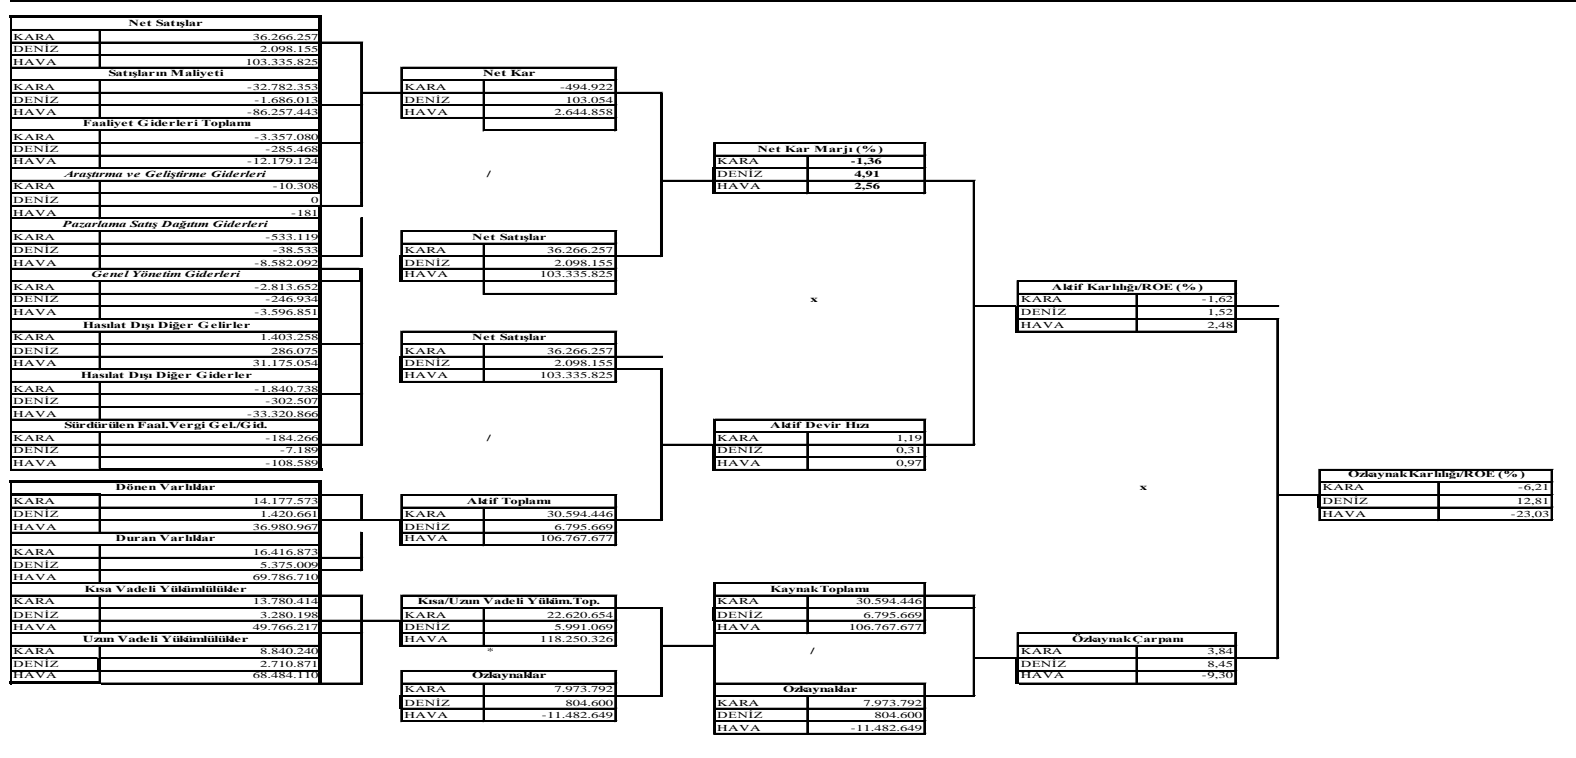 Net Satışlar
KARA 36.266.257
DENİZ 2.098.155
HAVA 103.335.825
Satışların Maliyeti
KARA -32.782.353
DENİZ -1.686.013
HAVA -86.257.443
Faaliyet Giderleri Toplamı
KARA -3.357.080
DENİZ -285.468
HAVA -12.179.124
Araştırma ve Geliştirme Giderleri
KARA -10.308
DENİZ 0
HAVA -181
Pazarlama Satış Dağıtım Giderleri
KARA -533.119
DENİZ -38.533
HAVA -8.582.092
Genel Yönetim Giderleri
KARA -2.813.652
DENİZ -246.934
HAVA -3.596.851
Hasılat Dışı Diğer Gelirler
KARA 1.403.258
DENİZ 286.075
HAVA 31.175.054
Hasılat Dışı Diğer Giderler
KARA -1.840.738
DENİZ -302.507
HAVA -33.320.866
Sürdürülen Faal.Vergi Gel./Gid.
KARA -184.266
DENİZ -7.189
HAVA -108.589
Dönen Varlıklar
KARA 14.177.573
DENİZ 1.420.661
HAVA 36.980.967
Duran Varlıklar
KARA 16.416.873
DENİZ 5.375.009
HAVA 69.786.710
Kısa Vadeli Yükümlülükler
KARA 13.780.414
DENİZ 3.280.198
HAVA 49.766.217
Uzun Vadeli Yükümlülükler
KARA 8.840.240
DENİZ 2.710.871
HAVA 68.484.110
Net Kar
KARA -494.922
DENİZ 103.054
HAVA 2.644.858
/
Net Satışlar
KARA 36.266.257
DENİZ 2.098.155
HAVA 103.335.825
Net Satışlar
KARA 36.266.257
DENİZ 2.098.155
HAVA 103.335.825
/
Aktif Toplamı
KARA 30.594.446
DENİZ 6.795.669
HAVA 106.767.677
Kısa/Uzun Vadeli Yüküm.Top.
KARA 22.620.654
DENİZ 5.991.069
HAVA 118.250.326
*
Özkaynaklar
KARA 7.973.792
DENİZ 804.600
HAVA -11.482.649
Net Kar Marjı (%)
KARA -1,36
DENİZ 4,91
HAVA 2,56
x
Aktif Devir Hızı
KARA 1,19
DENİZ 0,31
HAVA 0,97
Kaynak Toplamı
KARA 30.594.446
DENİZ 6.795.669
HAVA 106.767.677
/
Özkaynaklar
KARA 7.973.792
DENİZ 804.600
HAVA -11.482.649
Aktif Karlılığı/ROE (%)
KARA -1,62
DENİZ 1,52
HAVA 2,48
x
Özkaynak Çarpanı
KARA 3,84
DENİZ 8,45
HAVA -9,30
Özkaynak Karlılığı/ROE (%)
KARA -6,21
DENİZ 12,81
HAVA -23,03